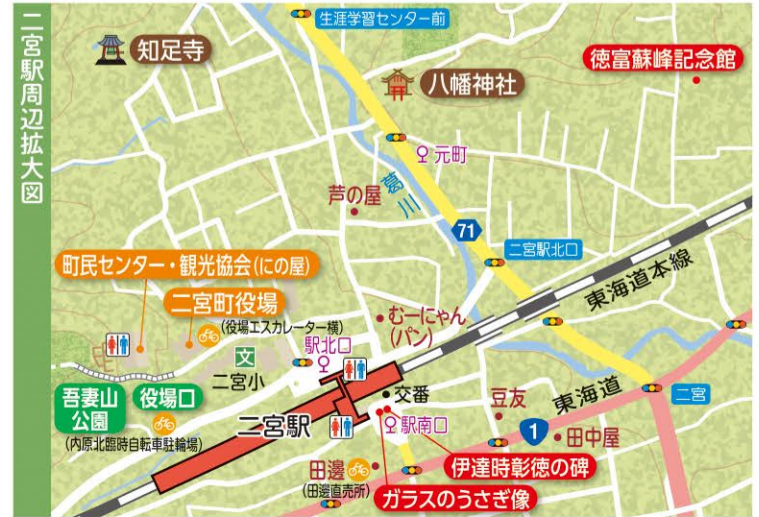 二宮駅周辺拡大図
生涯学習センター前
知足寺
徳富蘇峰記念館
八幡神社
元町
芦の屋
葛川
71
二宮駅北口
町民センター・観光協会(にの屋)
東海道本線
二宮町役場
(役場エスカレーター横)
むーにゃん
(パン)
駅北口
文
二宮小
吾妻山
公園
役場口
(内原北臨時自転車駐輪場)
交番
豆友
東海道
二宮
二宮駅
駅南口
1
田中屋
田邊
(田邊直売所)
伊達時彰徳の碑
ガラスのうさぎ像